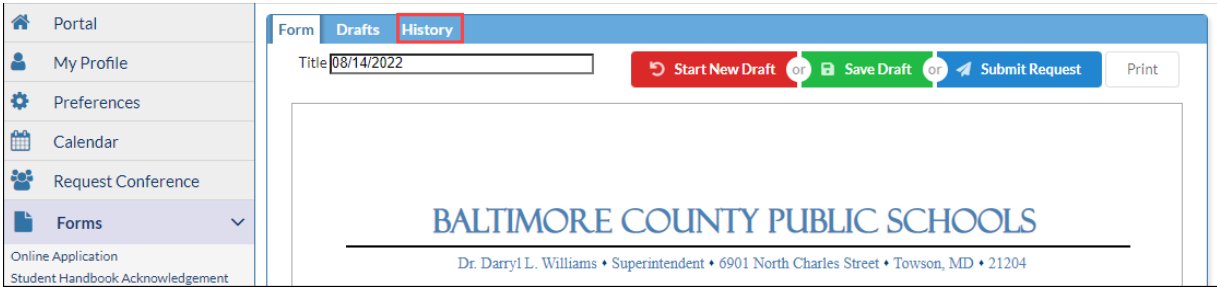 Portal
My Profile
Preferences
Calendar
Request Conference
Forms
Online Application
Student Handbook Acknowledgement
Form Drafts History
Title 08/14/2022
Start New Draft or Save Draft or Submit Request Print
BALTIMORE COUNTY PUBLIC SCHOOLS
Dr. Darryl L. Williams • Superintendent • 6901 North Charles Street • Towson, MD • 21204